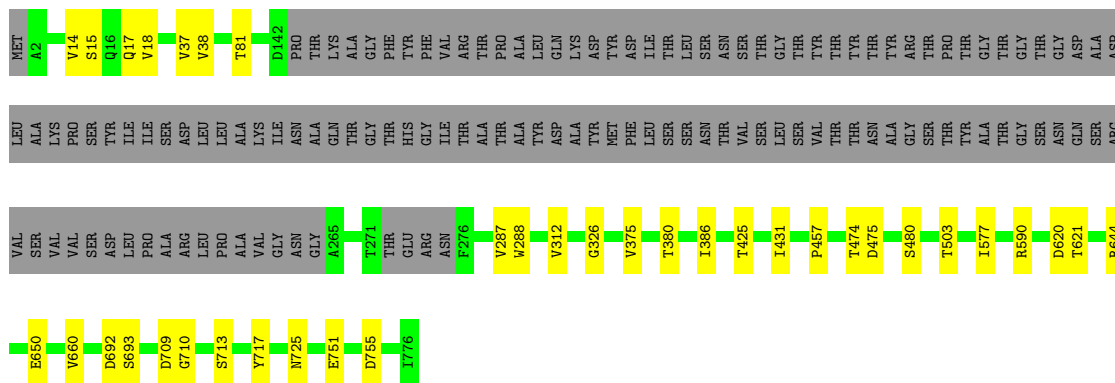 MET A2 V14 S15 Q16 Q17 V18 V37 V38 T81 D142 PRO THR LYS ALA GLY PHE TYR PHE VAL ARG THR PRO ALA LEU GLN LYS ASP TYR ASP ILE THR LEU SER ASN SER GLY THR TYR THR TYR THR TYR ARG THR PRO THR GLY THR GLY ASP ALA ASP
LEU ALA LYS PRO SER TYR ILE ILE SER ASP LEU LEU ALA LYS ILE ASN ALA GLN THR GLY THR HIS GLY ILE THR ALA THR ALA TYR ASP ALA TYR MET PHE LEU SER SER ASN THR VAL SER LEU SER VAL THR THR ASN ALA GLY SER THR TYR ALA THR GLY SER ASN GLN SER ARG
VAL SER VAL VAL SER ASP LEU PRO ALA ARG LEU PRO ALA VAL GLY ASN GLY A265 T271 THR GLU ARG ASN F276 V287 W288 V312 G326 V375 T380 I386 T425 I431 P457 T474 D475 S480 T503 I577 R590 D620 T621 R644
E650 V660 D692 S693 D709 G710 S713 Y717 N725 E751 D755 I776